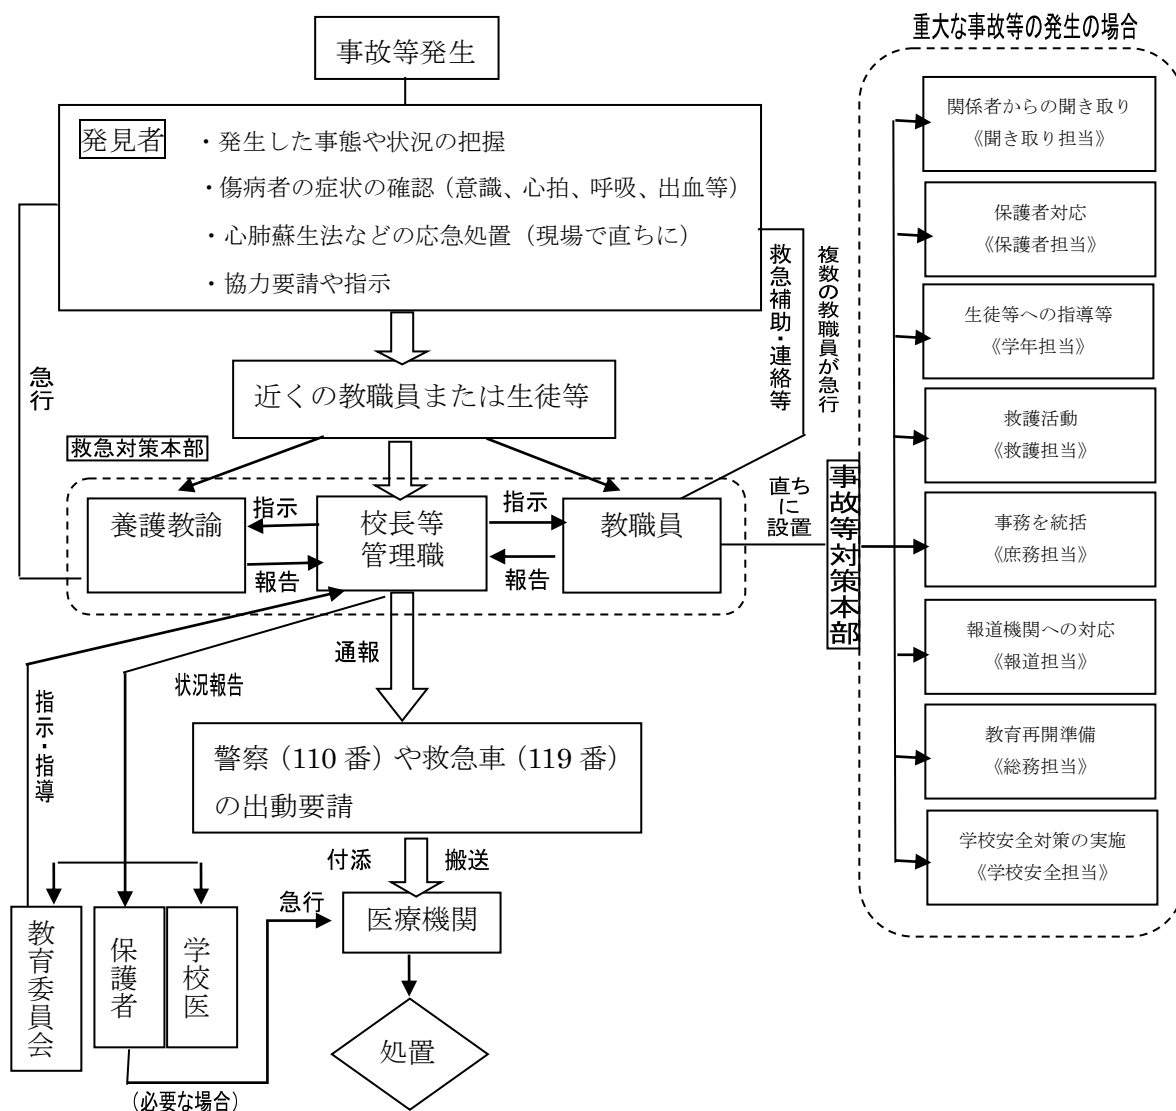 重大な事故等の発生の場合
事故等発生
発見者
・発生した事態や状況の把握
・傷病者の症状の確認（意識、心拍、呼吸、出血等）
・心肺蘇生法などの応急処置（現場で直ちに）
・協力要請や指示
急行
救急補助・連絡等
複数の教職員が急行
近くの教職員または生徒等
救急対策本部
養護教諭
指示
報告
校長等
管理職
指示
報告
教職員
直ち
に
設置
事故等対策本部
関係者からの聞き取り
《聞き取り担当》
保護者対応
《保護者担当》
生徒等への指導等
《学年担当》
救護活動
《救護担当》
事務を統括
《庶務担当》
報道機関への対応
《報道担当》
教育再開準備
《総務担当》
学校安全対策の実施
《学校安全担当》
通報
状況報告
指示・指導
警察（110 番）や救急車（119 番）
の出動要請
付添
搬送
急行
医療機関
教育委員会
保護者
学校医
処置
（必要な場合）